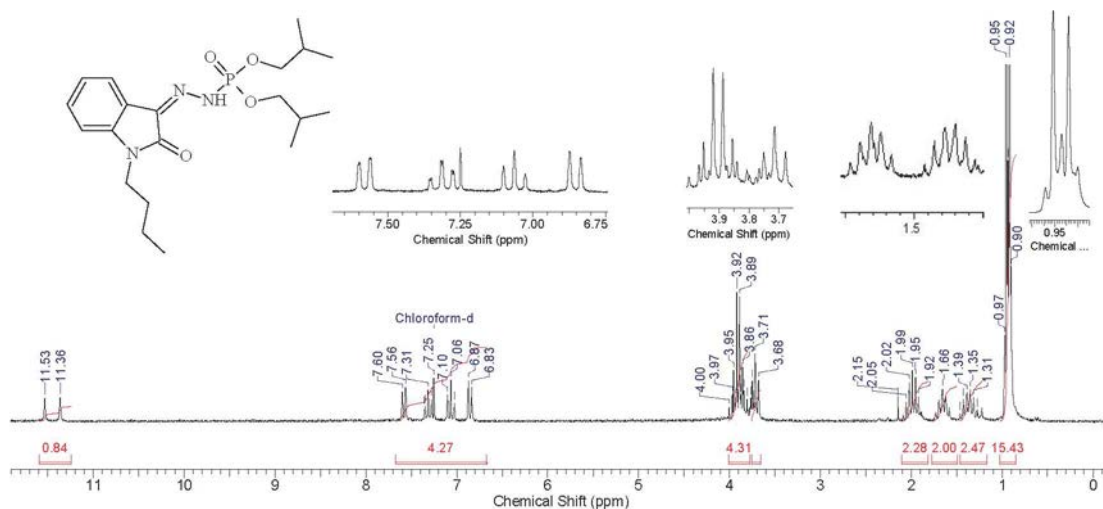 O
O
P
N
NH
O
N
O
7.50 7.25 7.00 6.75
Chemical Shift (ppm)
3.9 3.8 3.7
Chemical Shift (ppm)
1.5
0.95
Chemical ...
0.95
0.92
0.90
0.97
Chloroform-d
11.53
11.36
7.60
7.56
7.31
7.25
7.10
7.06
6.87
6.83
4.00
3.97
3.95
3.92
3.89
3.86
3.71
3.68
2.15
2.05
2.02
1.99
1.95
1.92
1.66
1.39
1.35
1.31
0.84 4.27 4.31 2.28 2.00 2.47 15.43
11 10 9 8 7 6 5 4 3 2 1 0
Chemical Shift (ppm)